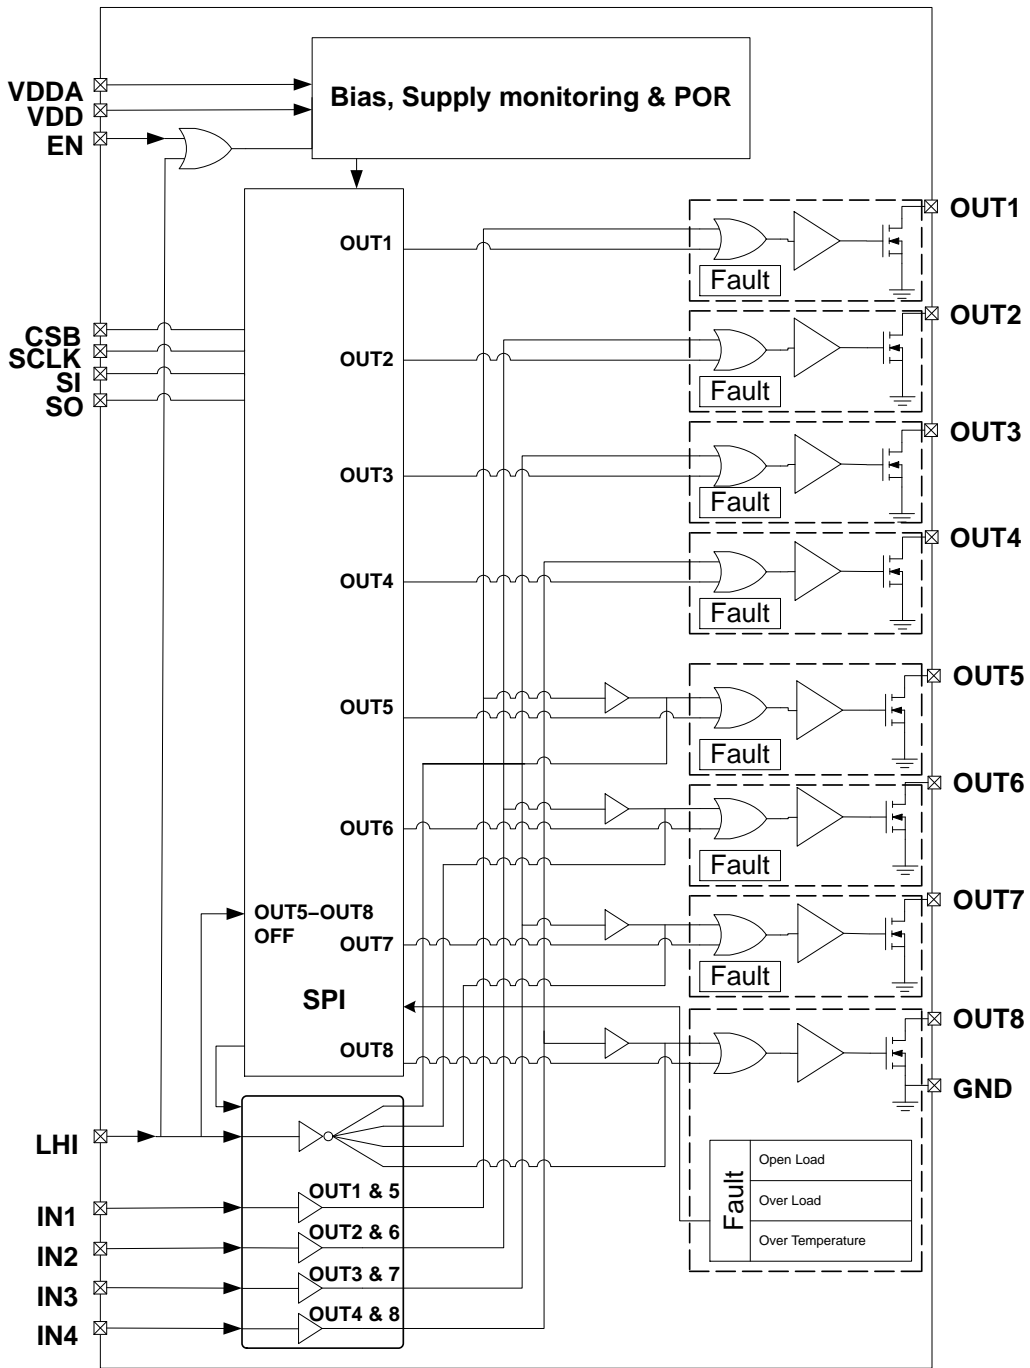 Bias, Supply monitoring & POR
VDDA
VDD
EN
CSB
SCLK
SI
SO
LHI
IN1
IN2
IN3
IN4
OUT1
OUT2
OUT3
OUT4
OUT5
OUT6
OUT5–OUT8
OFF
OUT7
SPI
OUT8
OUT1 & 5
OUT2 & 6
OUT3 & 7
OUT4 & 8
Fault
OUT1
Fault
OUT2
Fault
OUT3
Fault
OUT4
Fault
OUT5
Fault
OUT6
Fault
OUT7
OUT8
GND
Fault
Open Load
Over Load
Over Temperature